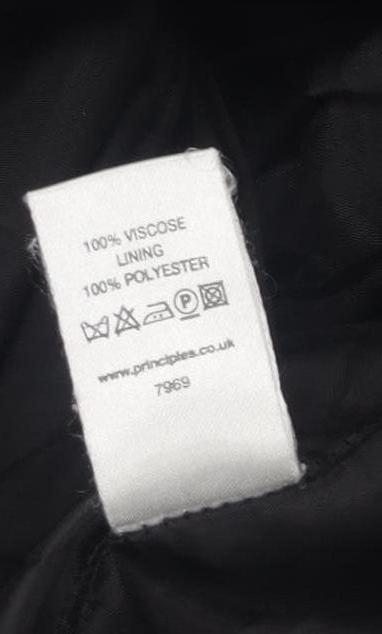 100% VISCOSE
LINING
100% POLYESTER
P
www.principles.co.uk
7969